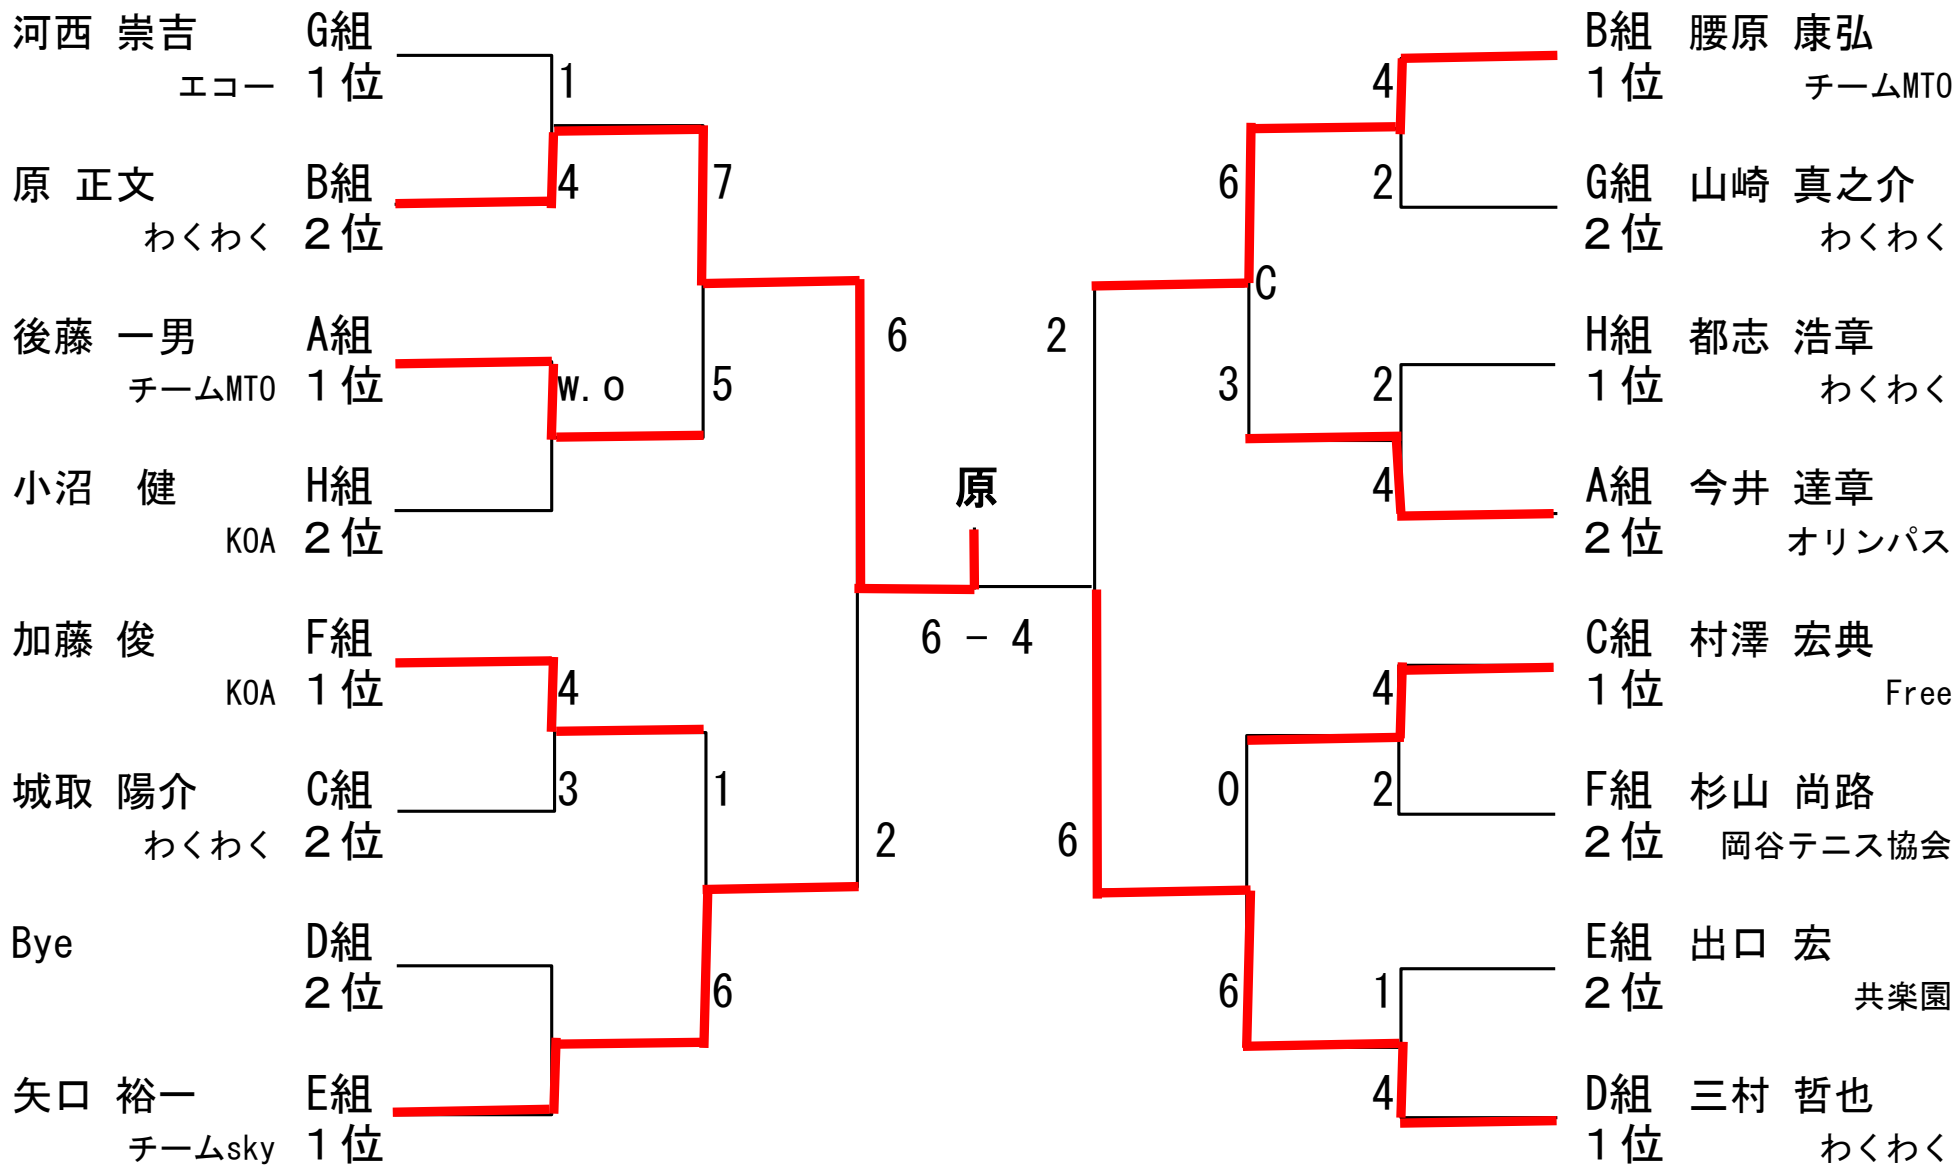 河西 崇吉 G組
エコー 1位
1
原 正文 B組
わくわく 2位
4
7
後藤 一男 A組
チームMTO 1位
w.o
5
小沼 健 H組
KOA 2位
6
加藤 俊 F組
KOA 1位
4
城取 陽介 C組
わくわく 2位
3
1
Bye D組
2位
6
矢口 裕一 E組
チームsky 1位
2
原
6 - 4
B組 腰原 康弘
1位 チームMTO
4
G組 山崎 真之介
2位 わくわく
2
6
C
H組 都志 浩章
1位 わくわく
2
3
A組 今井 達章
2位 オリンパス
4
2
C組 村澤 宏典
1位 Free
4
F組 杉山 尚路
2位 岡谷テニス協会
2
0
E組 出口 宏
2位 共楽園
1
6
D組 三村 哲也
1位 わくわく
4
6